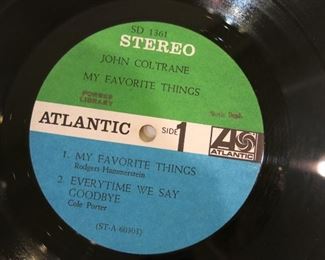 SD 1361
STEREO
JOHN COLTRANE
MY FAVORITE THINGS
LIBRARY
ATLANTIC
SIDE 1
ATLANTIC
1. MY FAVORITE THINGS
Rodgers-Hammerstein
2. EVERYTIME WE SAY
GOODBYE
Cole Porter
(ST-A 60301)